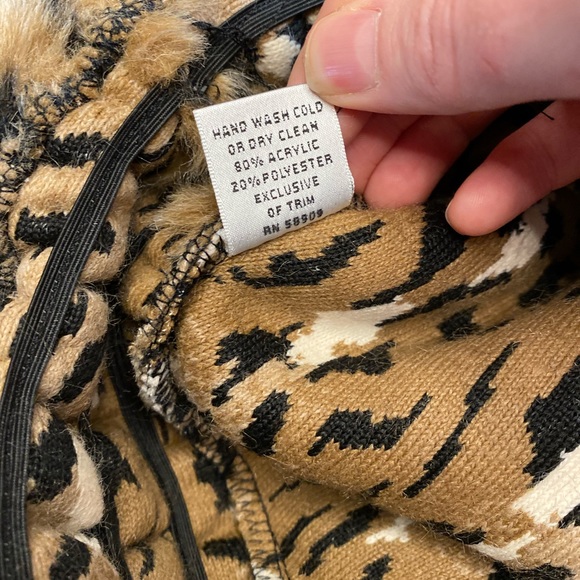 HAND WASH COLD
OR DRY CLEAN
80% ACRYLIC
20% POLYESTER
EXCLUSIVE
OF TRIM
RN 58909